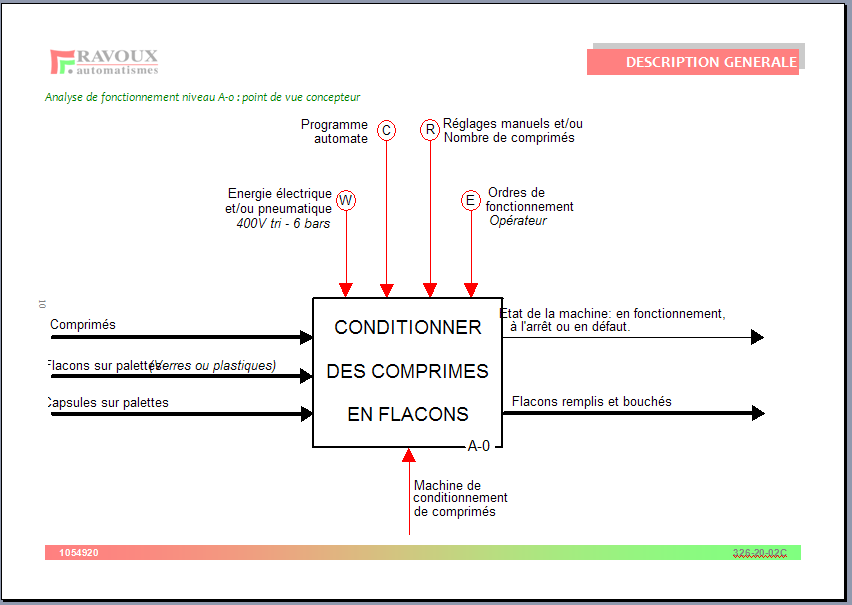 RAVOUX
automatismes
DESCRIPTION GENERALE
Analyse de fonctionnement niveau A-0 : point de vue concepteur
Programme
automate
C
R
Réglages manuels et/ou
Nombre de comprimés
Energie électrique
et/ou pneumatique
400V tri - 6 bars
W
E
Ordres de
fonctionnement
Opérateur
10
Comprimés
Flacons sur palettes (Verres ou plastiques)
Capsules sur palettes
CONDITIONNER
DES COMPRIMES
EN FLACONS
A-0
Etat de la machine: en fonctionnement,
à l'arrêt ou en défaut.
Flacons remplis et bouchés
Machine de
conditionnement
de comprimés
1054920
326-20-02C